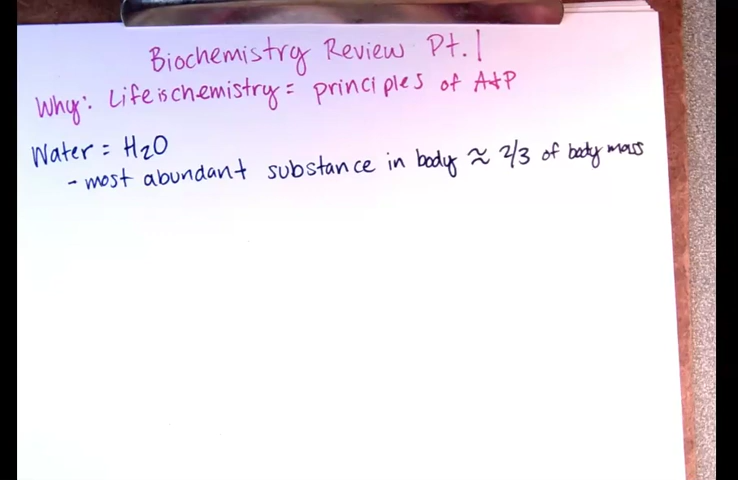 Biochemistry Review Pt. 1
Why: Life is chemistry = principles of A+P
Water = H2O
- most abundant substance in body ≈ 2/3 of body mass